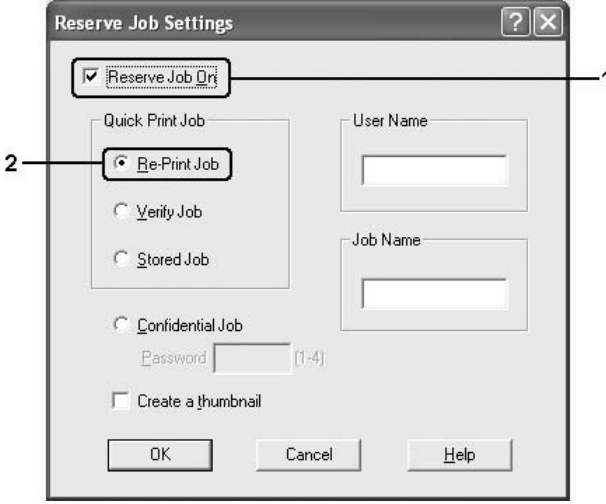 Reserve Job Settings
Reserve Job On
1
Quick Print Job
User Name
2
Re-Print Job
Verify Job
Stored Job
Job Name
Confidential Job
Password
(1-4)
Create a thumbnail
OK
Cancel
Help